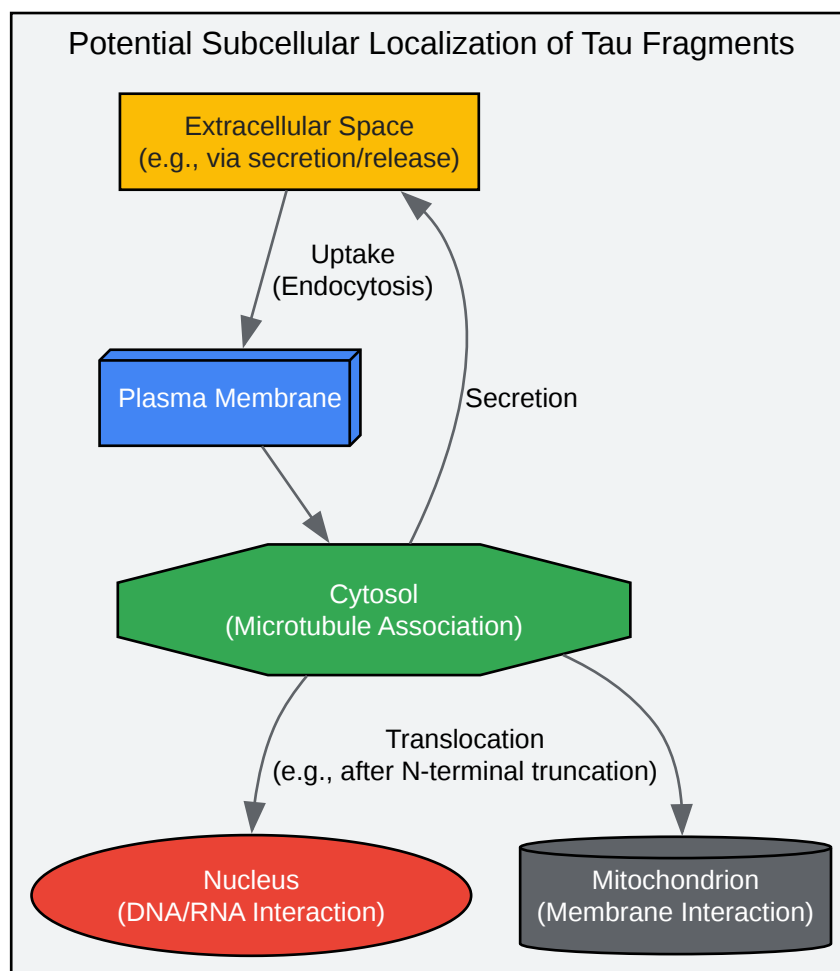 Potential Subcellular Localization of Tau Fragments
Extracellular Space
(e.g., via secretion/release)
Uptake
(Endocytosis)
Plasma Membrane
Secretion
Cytosol
(Microtubule Association)
Translocation
(e.g., after N-terminal truncation)
Nucleus
(DNA/RNA Interaction)
Mitochondrion
(Membrane Interaction)